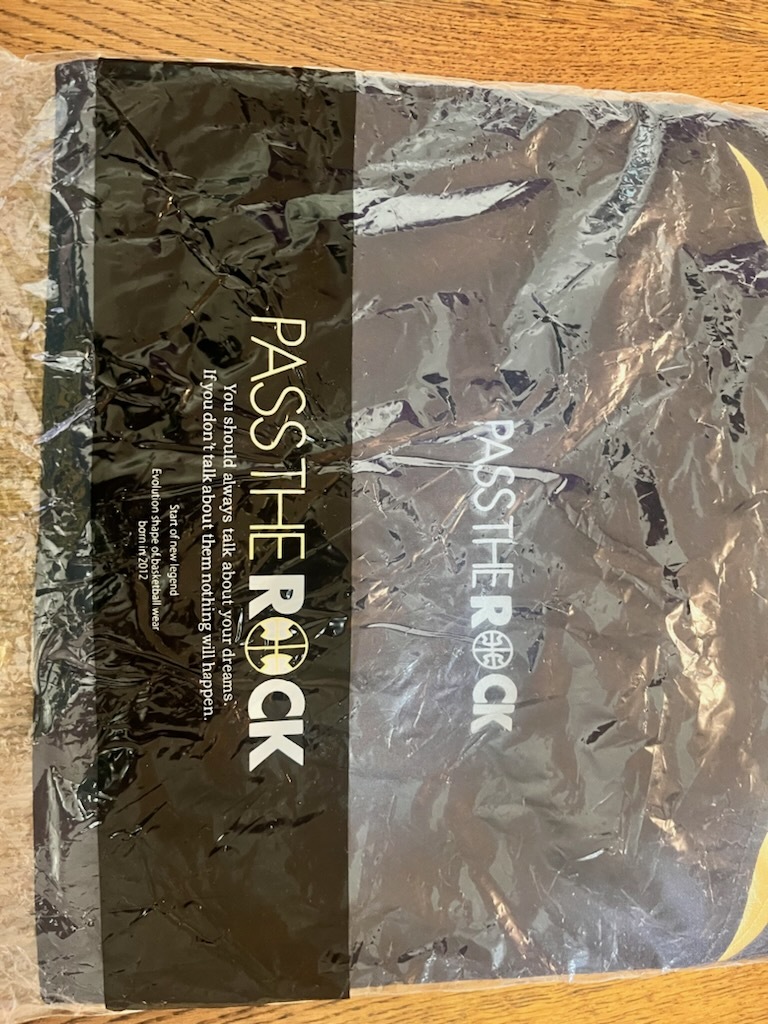 PASS THE ROCK
You should always talk about your dreams.
If you don't talk about them nothing will happen.
Start of new legend
Evolution shape of basketball wear
born in 2012
PASS THE ROCK